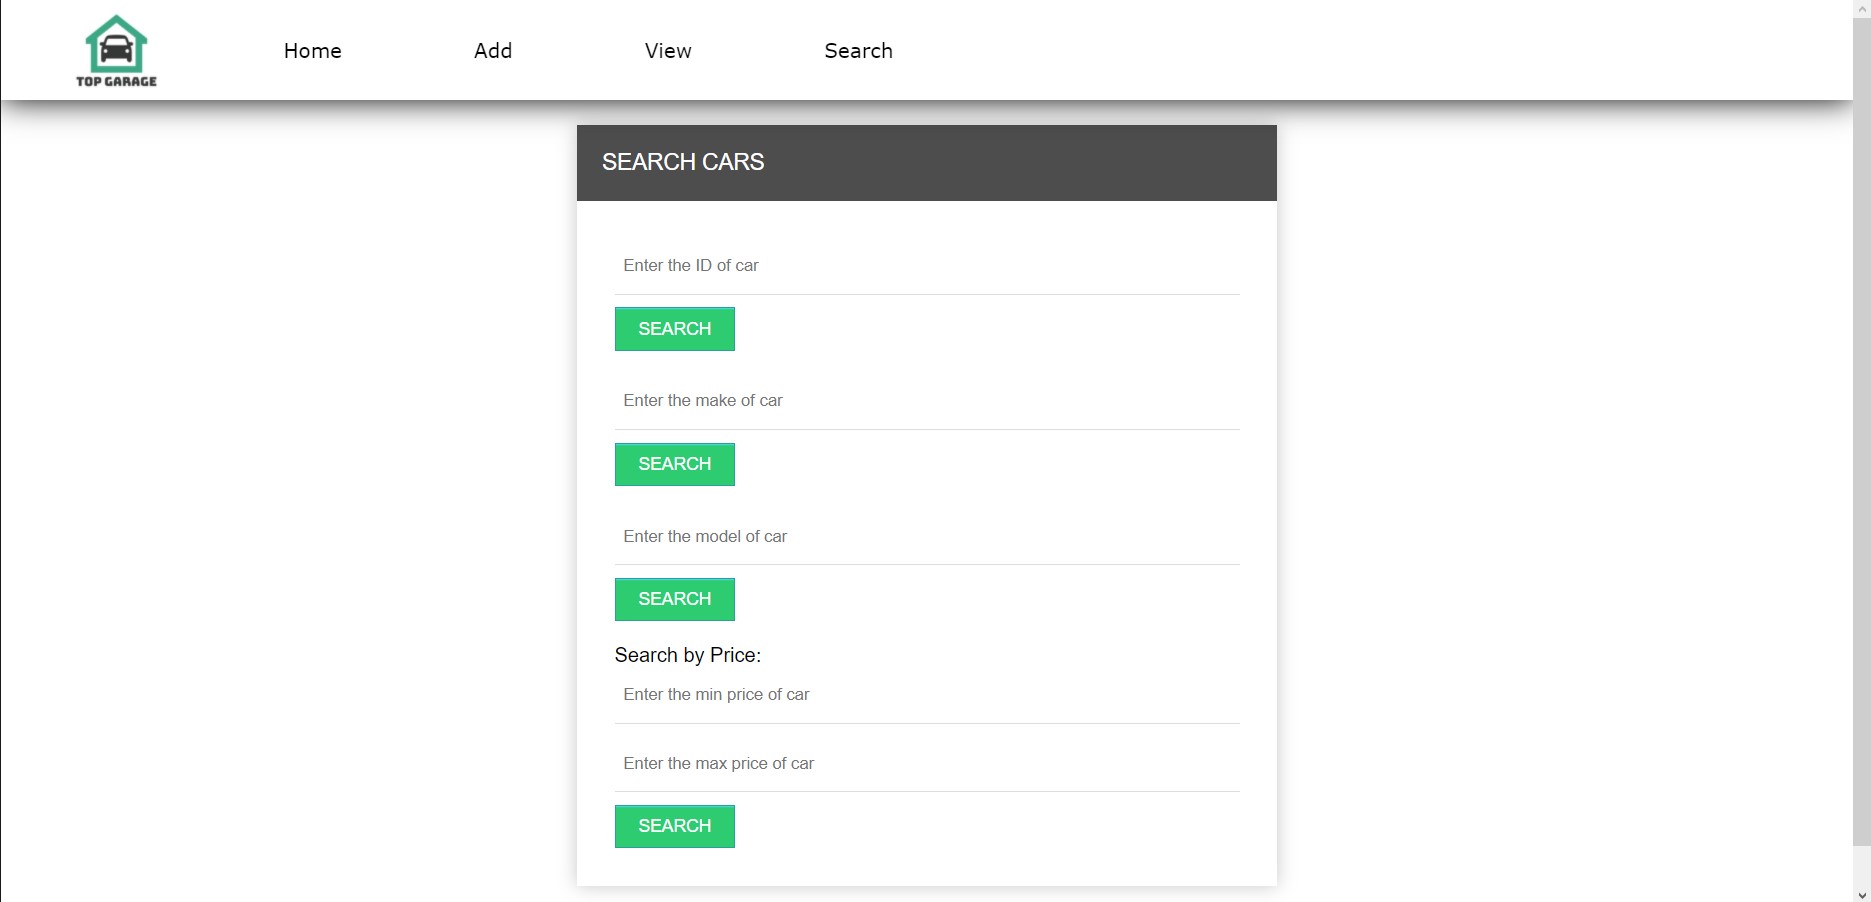 TOP GARAGE
Home Add View Search
SEARCH CARS
Enter the ID of car
SEARCH
Enter the make of car
SEARCH
Enter the model of car
SEARCH
Search by Price:
Enter the min price of car
Enter the max price of car
SEARCH